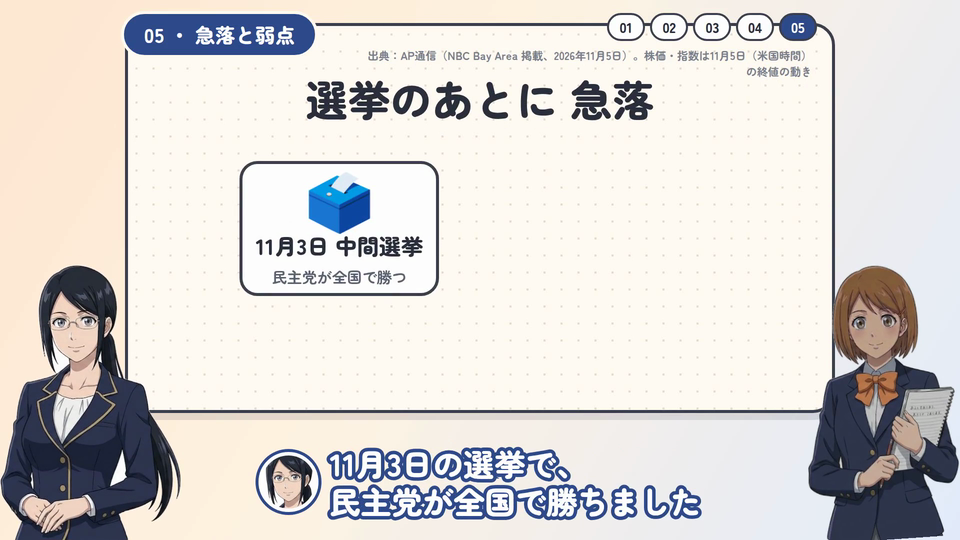 05 ・ 急落と弱点
01 02 03 04 05
出典：AP通信（NBC Bay Area 掲載、2026年11月5日）。株価・指数は11月5日（米国時間）
の終値の動き
選挙のあとに 急落
11月3日 中間選挙
民主党が全国で勝つ
11月3日の選挙で、
民主党が全国で勝ちました